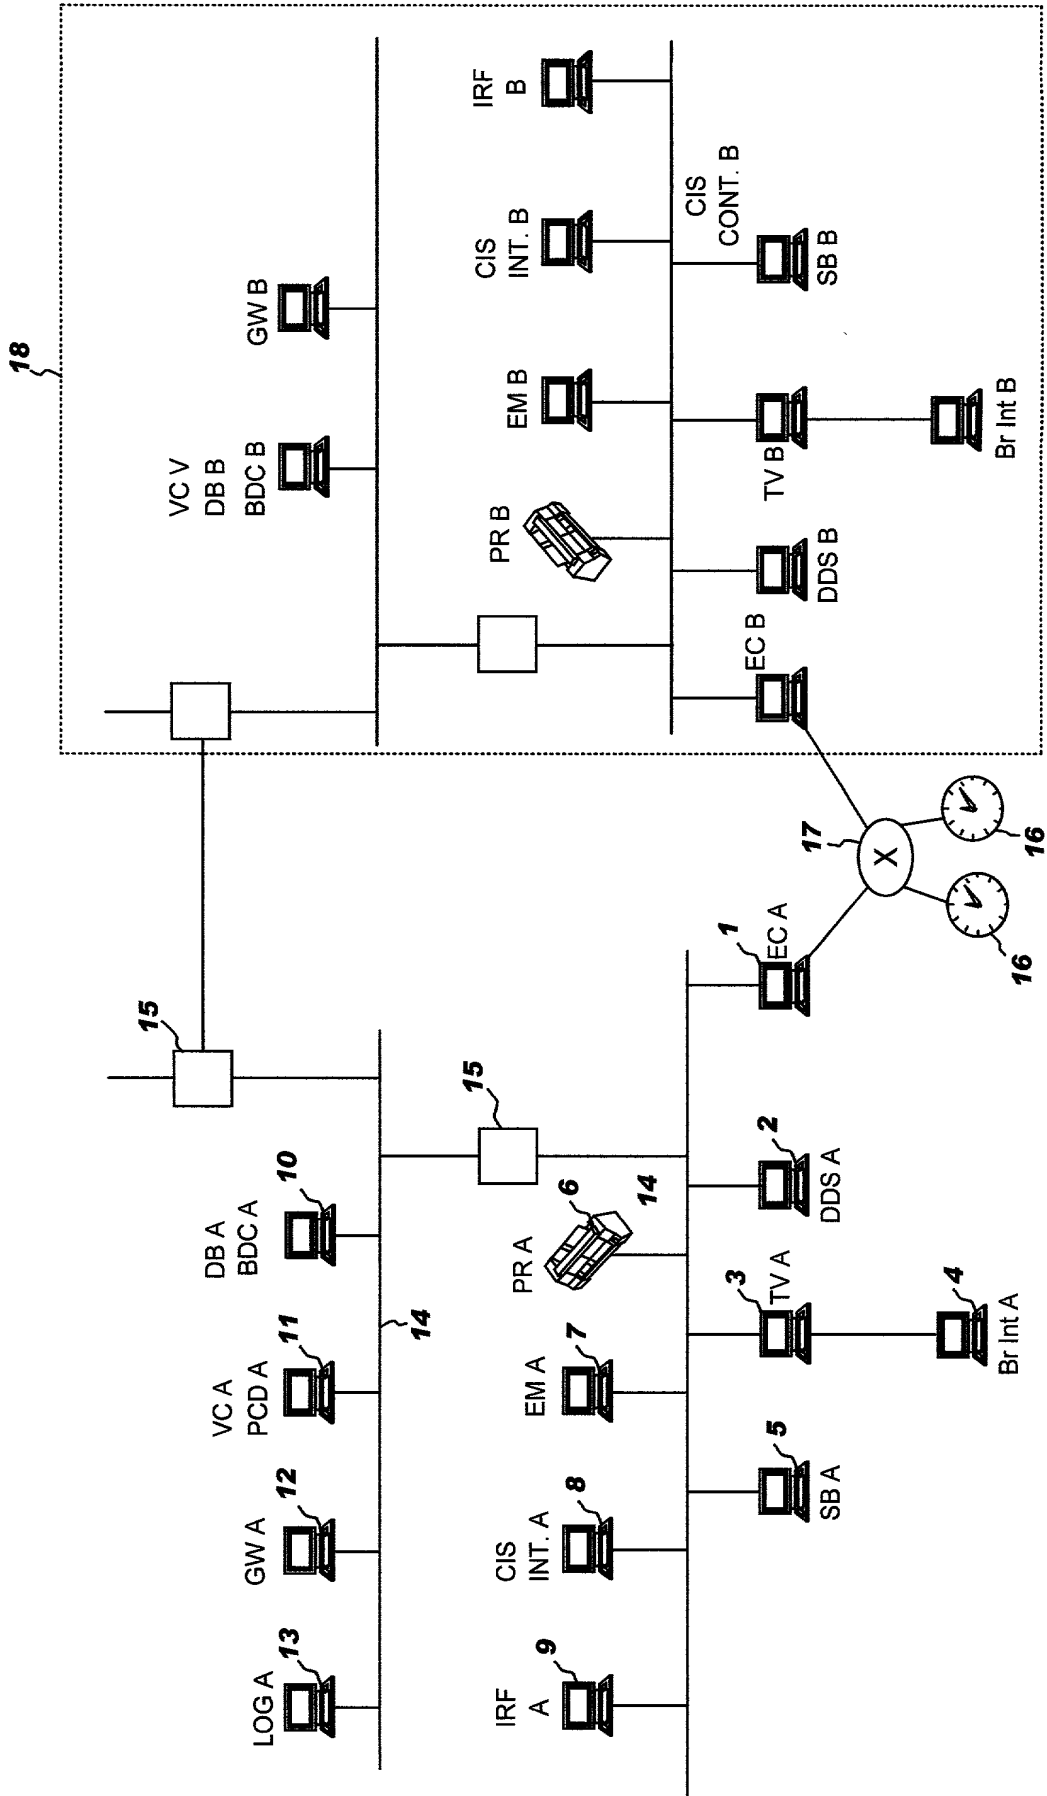 18
VC V
DB B
BDC B
GW B
PR B
EM B
CIS
INT. B
IRF
B
EC B
DDS B
TV B
CIS
CONT. B
SB B
Br Int B
15
LOG A
13
GW A
12
VC A
PCD A
11
DB A
BDC A
10
14
15
IRF
A
9
CIS
INT. A
8
EM A
7
PR A
6
14
SB A
5
TV A
3
Br Int A
4
DDS A
2
EC A
1
X
17
16
16